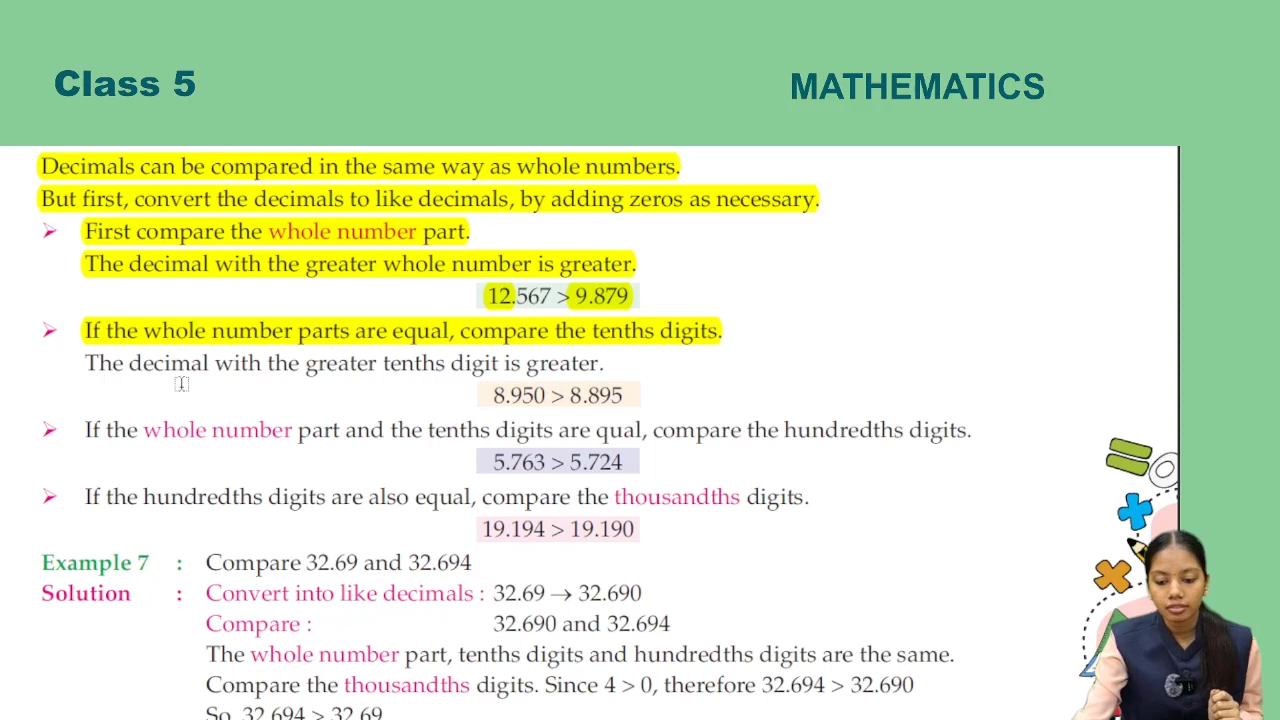 Class 5
MATHEMATICS
Decimals can be compared in the same way as whole numbers.
But first, convert the decimals to like decimals, by adding zeros as necessary.
➢ First compare the whole number part.
The decimal with the greater whole number is greater.
12.567 > 9.879
➢ If the whole number parts are equal, compare the tenths digits.
The decimal with the greater tenths digit is greater.
8.950 > 8.895
➢ If the whole number part and the tenths digits are qual, compare the hundredths digits.
5.763 > 5.724
➢ If the hundredths digits are also equal, compare the thousandths digits.
19.194 > 19.190
Example 7 : Compare 32.69 and 32.694
Solution : Convert into like decimals : 32.69 → 32.690
Compare : 32.690 and 32.694
The whole number part, tenths digits and hundredths digits are the same.
Compare the thousandths digits. Since 4 > 0, therefore 32.694 > 32.690
So, 32.694 > 32.69